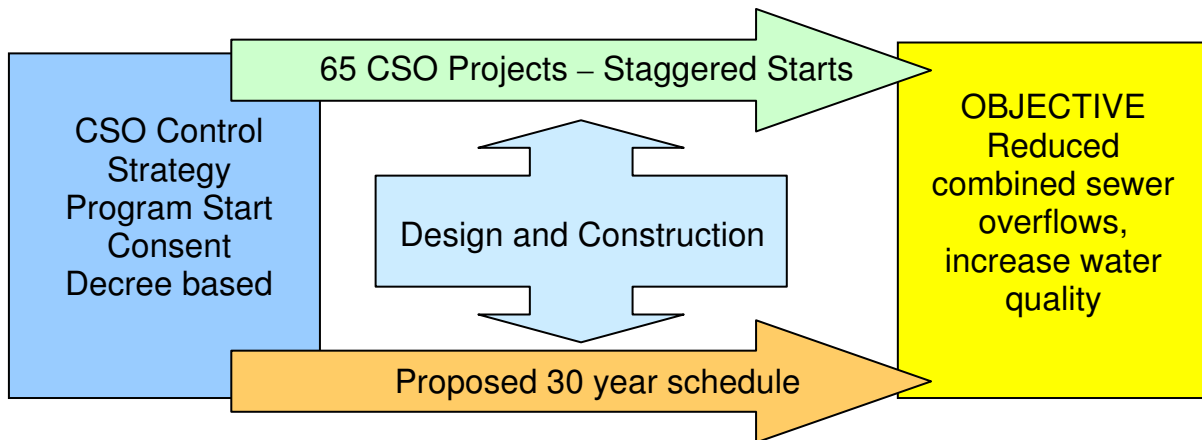 65 CSO Projects – Staggered Starts
CSO Control
Strategy
Program Start
Consent
Decree based
Design and Construction
OBJECTIVE
Reduced
combined sewer
overflows,
increase water
quality
Proposed 30 year schedule